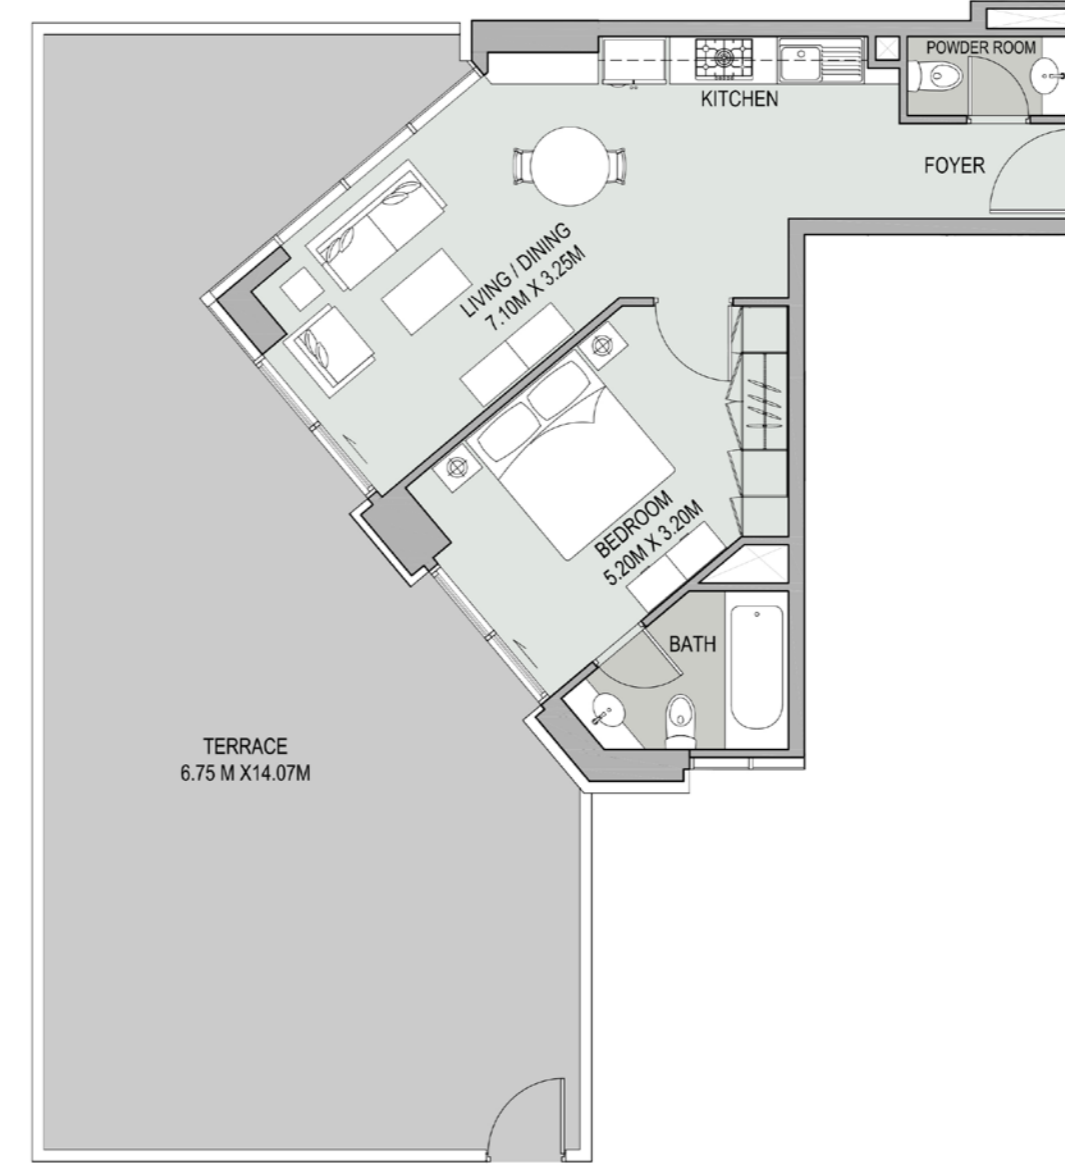 POWDER ROOM
KITCHEN
FOYER
LIVING / DINING
7.10M X 3.25M
BEDROOM
5.20M X 3.20M
BATH
TERRACE
6.75 M X14.07M